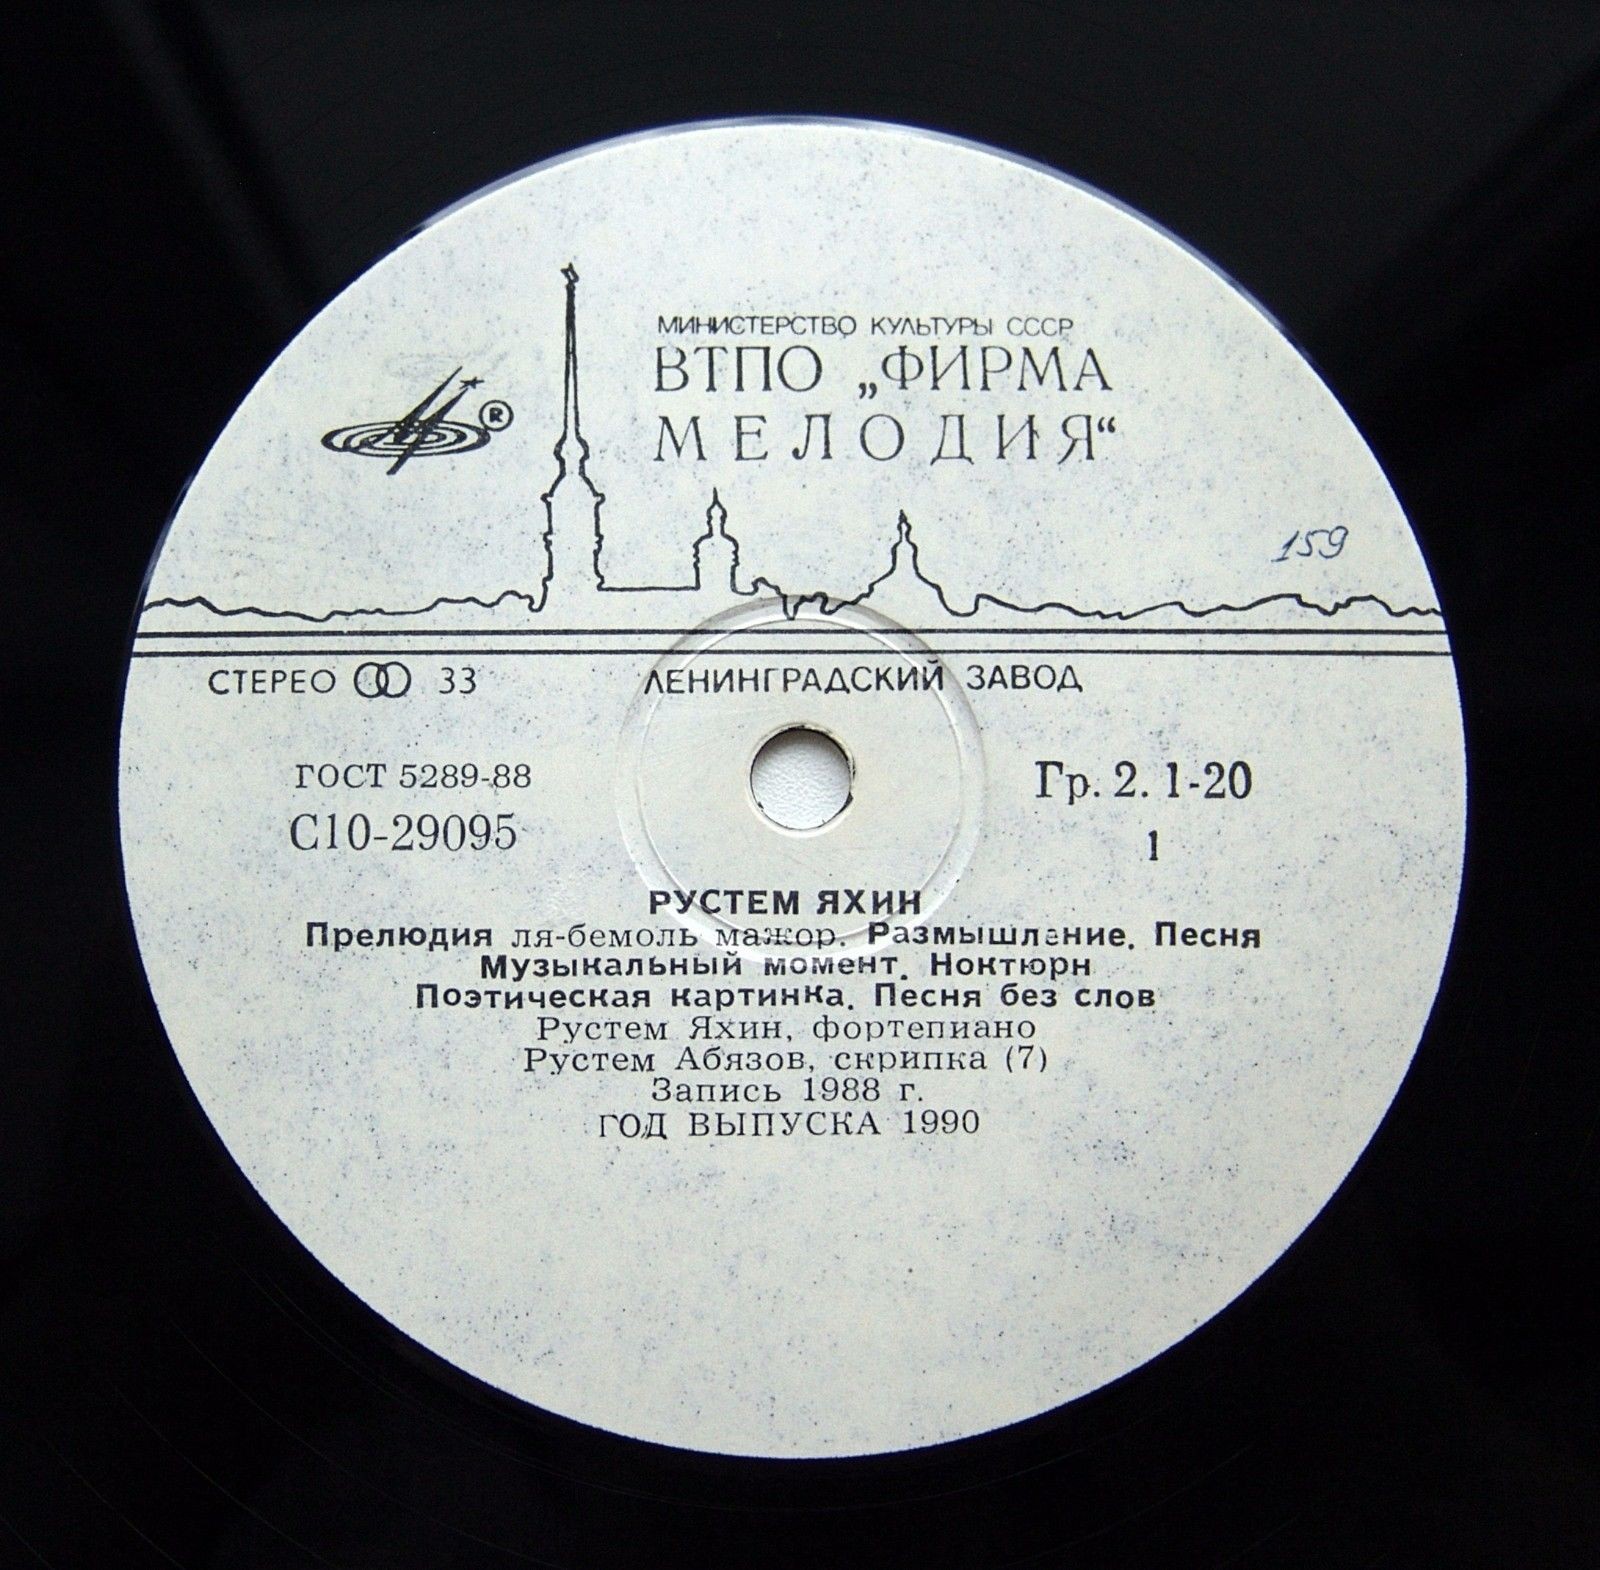 МИНИСТЕРСТВО КУЛЬТУРЫ СССР
ВТПО „ФИРМА
МЕЛОДИЯ“
®
159
СТЕРЕО 33
ЛЕНИНГРАДСКИЙ ЗАВОД
ГОСТ 5289-88
С10-29095
Гр. 2. 1-20
1
РУСТЕМ ЯХИН
Прелюдия ля-бемоль мажор. Размышление. Песня
Музыкальный момент. Ноктюрн
Поэтическая картинка. Песня без слов
Рустем Яхин, фортепиано
Рустем Абязов, скрипка (7)
Запись 1988 г.
ГОД ВЫПУСКА 1990